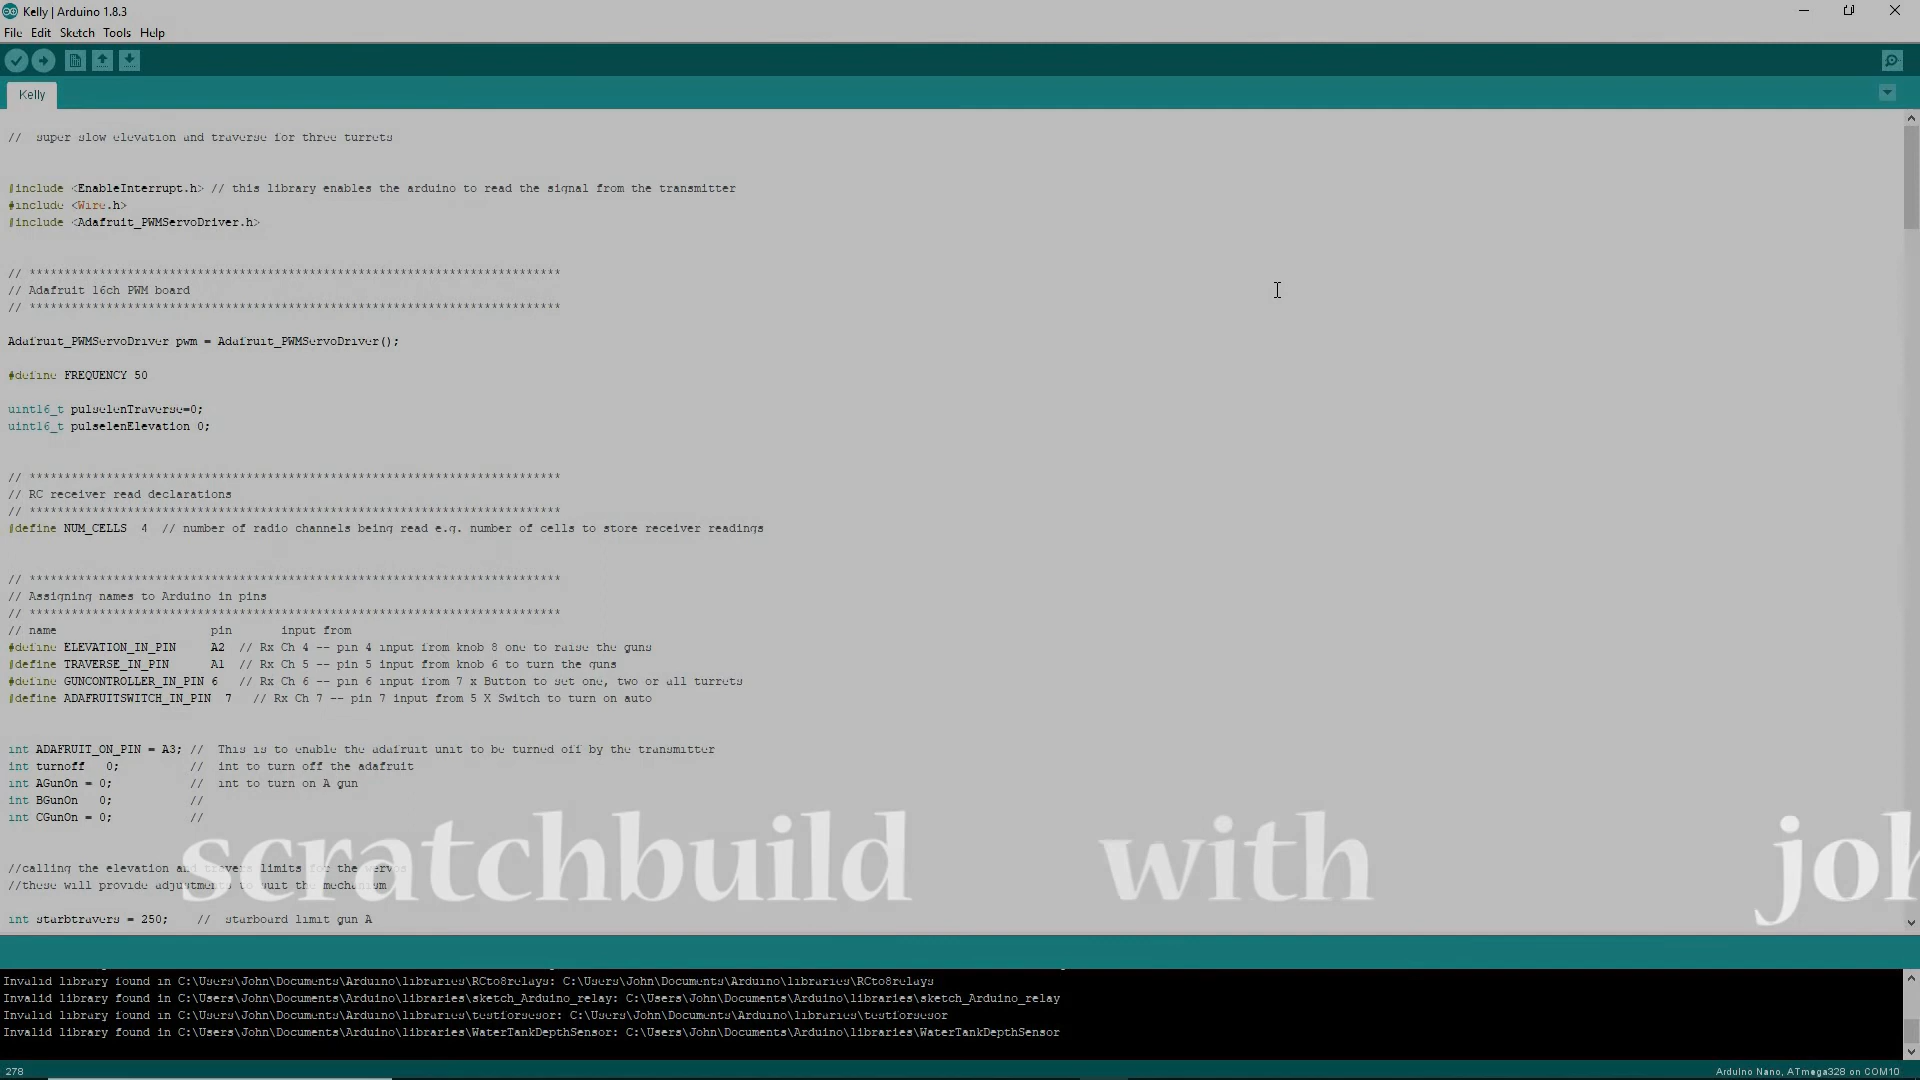 Kelly | Arduino 1.8.3
File Edit Sketch Tools Help
Kelly
// super slow elevation and traverse for three turrets
#include <EnableInterrupt.h> // this library enables the arduino to read the signal from the transmitter
#include <Wire.h>
#include <Adafruit_PWMServoDriver.h>
// ****************************************************************************
// Adafruit 16ch PWM board
// ****************************************************************************
Adafruit_PWMServoDriver pwm = Adafruit_PWMServoDriver();
#define FREQUENCY 50
uint16_t pulselenTraverse=0;
uint16_t pulselenElevation 0;
// ****************************************************************************
// RC receiver read declarations
// ****************************************************************************
#define NUM_CELLS 4 // number of radio channels being read e.g. number of cells to store receiver readings
// ****************************************************************************
// Assigning names to Arduino in pins
// ****************************************************************************
// name pin input from
#define ELEVATION_IN_PIN A2 // Rx Ch 4 -- pin 4 input from knob 8 one to raise the guns
#define TRAVERSE_IN_PIN A1 // Rx Ch 5 -- pin 5 input from knob 6 to turn the guns
#define GUNCONTROLLER_IN_PIN 6 // Rx Ch 6 -- pin 6 input from 7 x Button to set one, two or all turrets
#define ADAFRUITSWITCH_IN_PIN 7 // Rx Ch 7 -- pin 7 input from 5 X Switch to turn on auto
int ADAFRUIT_ON_PIN = A3; // This is to enable the adafruit unit to be turned off by the transmitter
int turnoff 0; // int to turn off the adafruit
int AGunOn = 0; // int to turn on A gun
int BGunOn 0; //
int CGunOn = 0; //
scratchbuild with joh
//calling the elevation and travers limits for the servos
//these will provide adjustments to suit the mechanism
int starbtravers = 250; // starboard limit gun A
Invalid library found in C:\Users\John\Documents\Arduino\libraries\RCto8relays: C:\Users\John\Documents\Arduino\libraries\RCto8relays
Invalid library found in C:\Users\John\Documents\Arduino\libraries\sketch_Arduino_relay: C:\Users\John\Documents\Arduino\libraries\sketch_Arduino_relay
Invalid library found in C:\Users\John\Documents\Arduino\libraries\testforsesor: C:\Users\John\Documents\Arduino\libraries\testforsesor
Invalid library found in C:\Users\John\Documents\Arduino\libraries\WaterTankDepthSensor: C:\Users\John\Documents\Arduino\libraries\WaterTankDepthSensor
278 Arduino Nano, ATmega328 on COM10